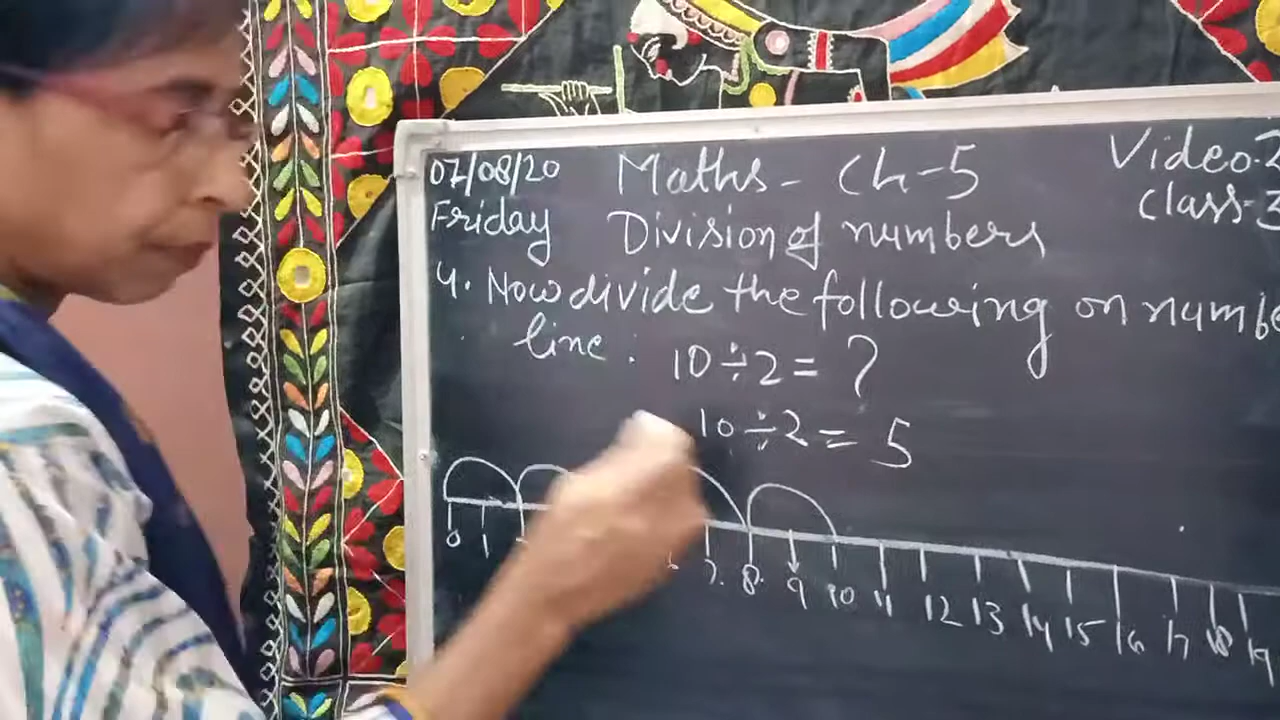 07/08/20 Maths - Ch-5 Video-2
Friday Division of numbers Class-3
4. Now divide the following on numbe
line : 10÷2 = ?
10÷2 = 5
0 1 7. 8. 9 10 11 12 13 14 15 16 17 18 19